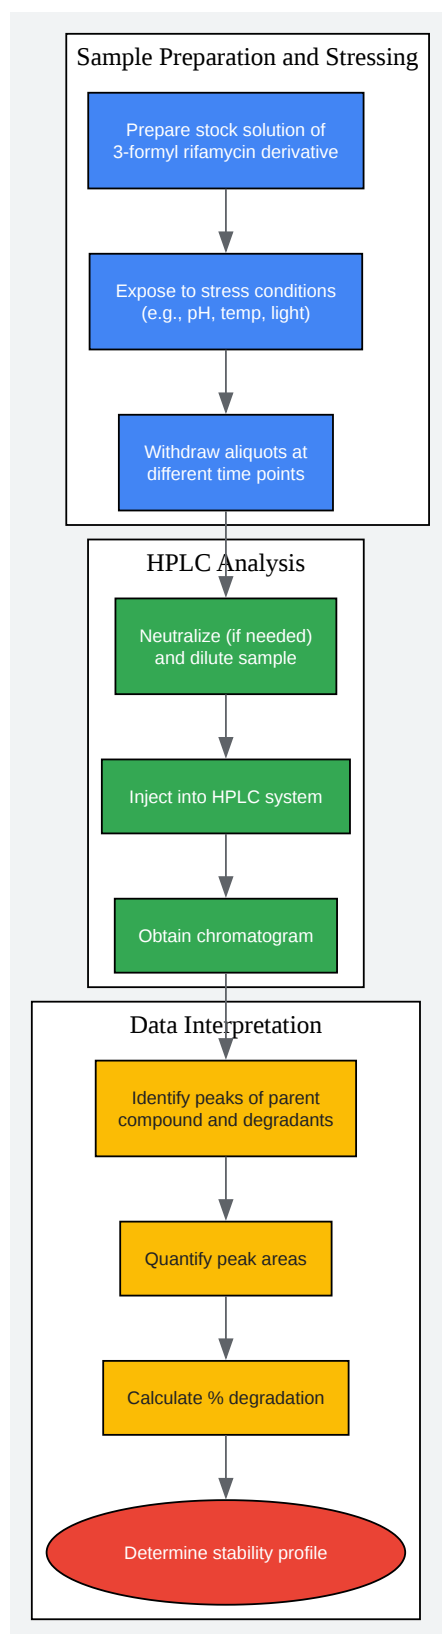 Sample Preparation and Stressing
Prepare stock solution of
3-formyl rifamycin derivative
Expose to stress conditions
(e.g., pH, temp, light)
Withdraw aliquots at
different time points
HPLC Analysis
Neutralize (if needed)
and dilute sample
Inject into HPLC system
Obtain chromatogram
Data Interpretation
Identify peaks of parent
compound and degradants
Quantify peak areas
Calculate % degradation
Determine stability profile